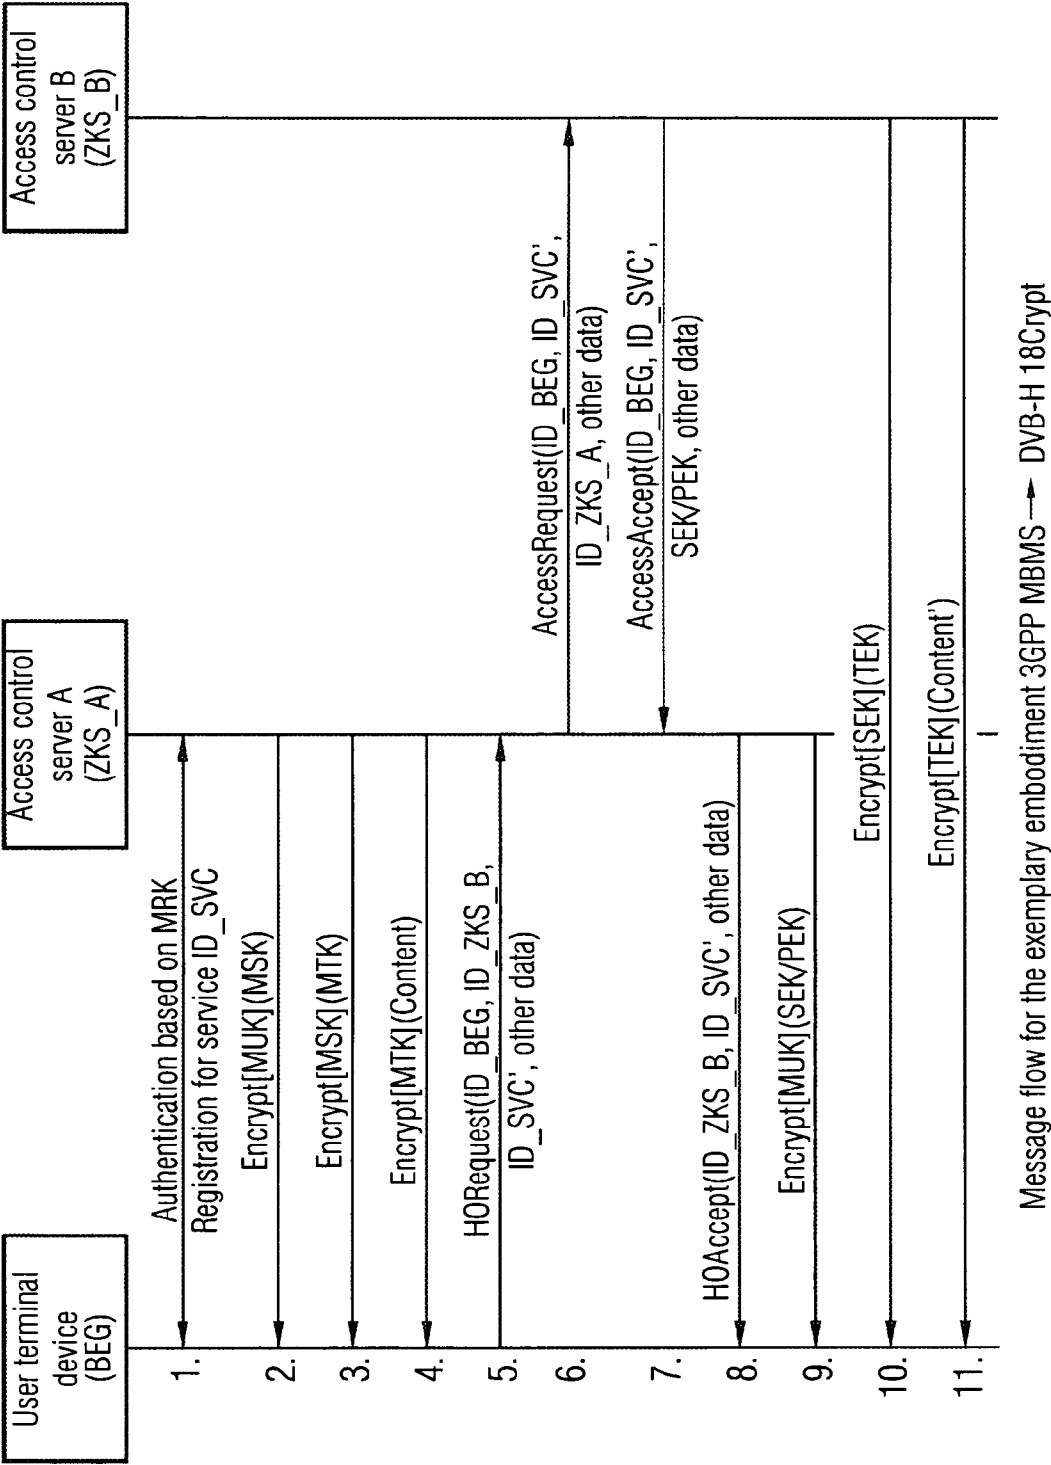 User terminal
device
(BEG)
Access control
server A
(ZKS_A)
Access control
server B
(ZKS_B)
1.
Authentication based on MRK
Registration for service ID_SVC
2.
Encrypt[MUK](MSK)
3.
Encrypt[MSK](MTK)
4.
Encrypt[MTK](Content)
5.
HORequest(ID_BEG, ID_ZKS_B,
ID_SVC', other data)
6.
AccessRequest(ID_BEG, ID_SVC',
ID_ZKS_A, other data)
7.
AccessAccept(ID_BEG, ID_SVC',
SEK/PEK, other data)
8.
HOAccept(ID_ZKS_B, ID_SVC', other data)
9.
Encrypt[MUK](SEK/PEK)
10.
Encrypt[SEK](TEK)
11.
Encrypt[TEK](Content')
Message flow for the exemplary embodiment 3GPP MBMS → DVB-H 18Crypt